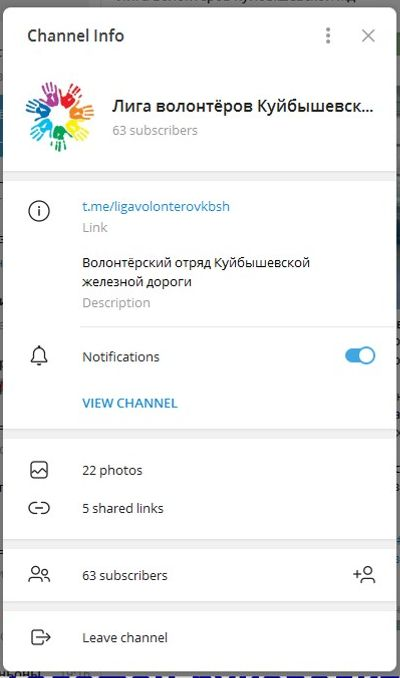 Channel Info
Лига волонтёров Куйбышевск...
63 subscribers
t.me/ligavolonterovkbsh
Link
Волонтёрский отряд Куйбышевской
железной дороги
Description
Notifications
VIEW CHANNEL
22 photos
5 shared links
63 subscribers
Leave channel